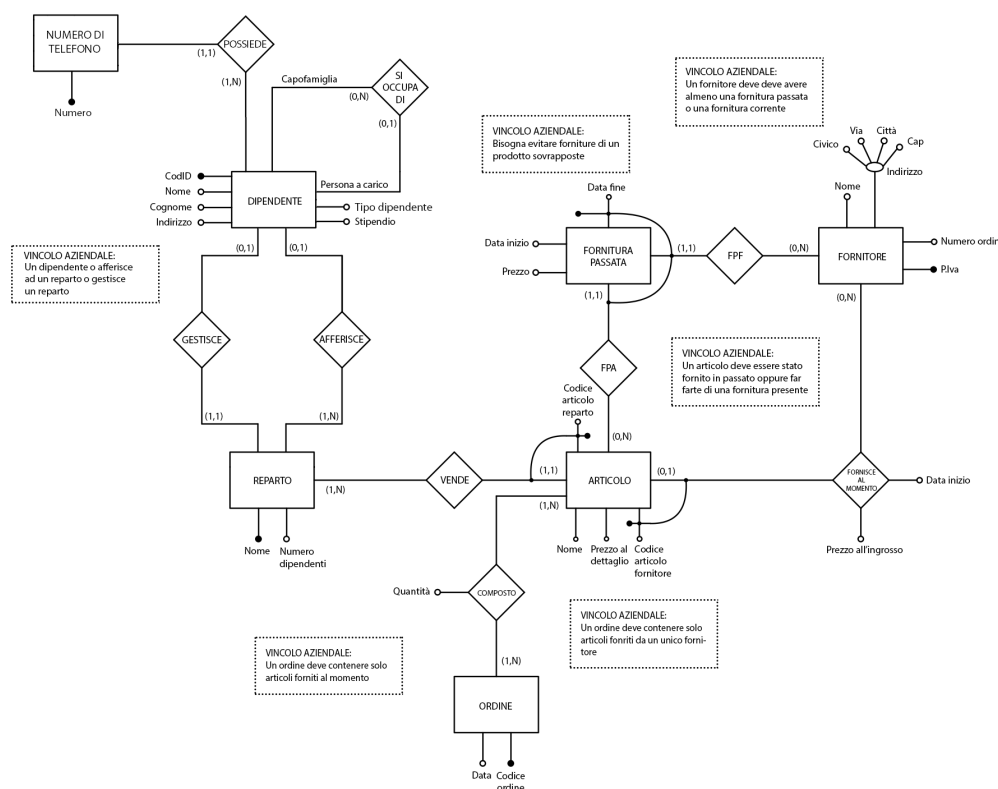 NUMERO DI
TELEFONO
Numero
(1,1)
POSSIEDE
(1,N)
Capofamiglia
(0,N)
SI
OCCUPA
DI
(0,1)
Persona a carico
CodID
Nome
Cognome
Indirizzo
DIPENDENTE
Tipo dipendente
Stipendio
(0,1)
(0,1)
VINCOLO AZIENDALE:
Un dipendente o afferisce
ad un reparto o gestisce
un reparto
GESTISCE
AFFERISCE
(1,1)
(1,N)
REPARTO
Nome
Numero
dipendenti
(1,N)
VENDE
(1,1)
VINCOLO AZIENDALE:
Bisogna evitare forniture di un
prodotto sovrapposte
VINCOLO AZIENDALE:
Un fornitore deve deve avere
almeno una fornitura passata
o una fornitura corrente
Data fine
Data inizio
Prezzo
FORNITURA
PASSATA
(1,1)
(1,1)
FPF
(0,N)
Civico
Via
Città
Cap
Indirizzo
Nome
FORNITORE
Numero ordin
P.Iva
(0,N)
FPA
(0,N)
VINCOLO AZIENDALE:
Un articolo deve essere stato
fornito in passato oppure far
farte di una fornitura presente
Codice
articolo
reparto
ARTICOLO
(0,1)
(1,N)
Nome
Prezzo al
dettaglio
Codice
articolo
fornitore
FORNISCE
AL
MOMENTO
Data inizio
Prezzo all'ingrosso
Quantità
COMPOSTO
(1,N)
VINCOLO AZIENDALE:
Un ordine deve contenere solo
articoli fonriti da un unico forni-
tore
VINCOLO AZIENDALE:
Un ordine deve contenere solo
articoli forniti al momento
ORDINE
Data
Codice
ordine